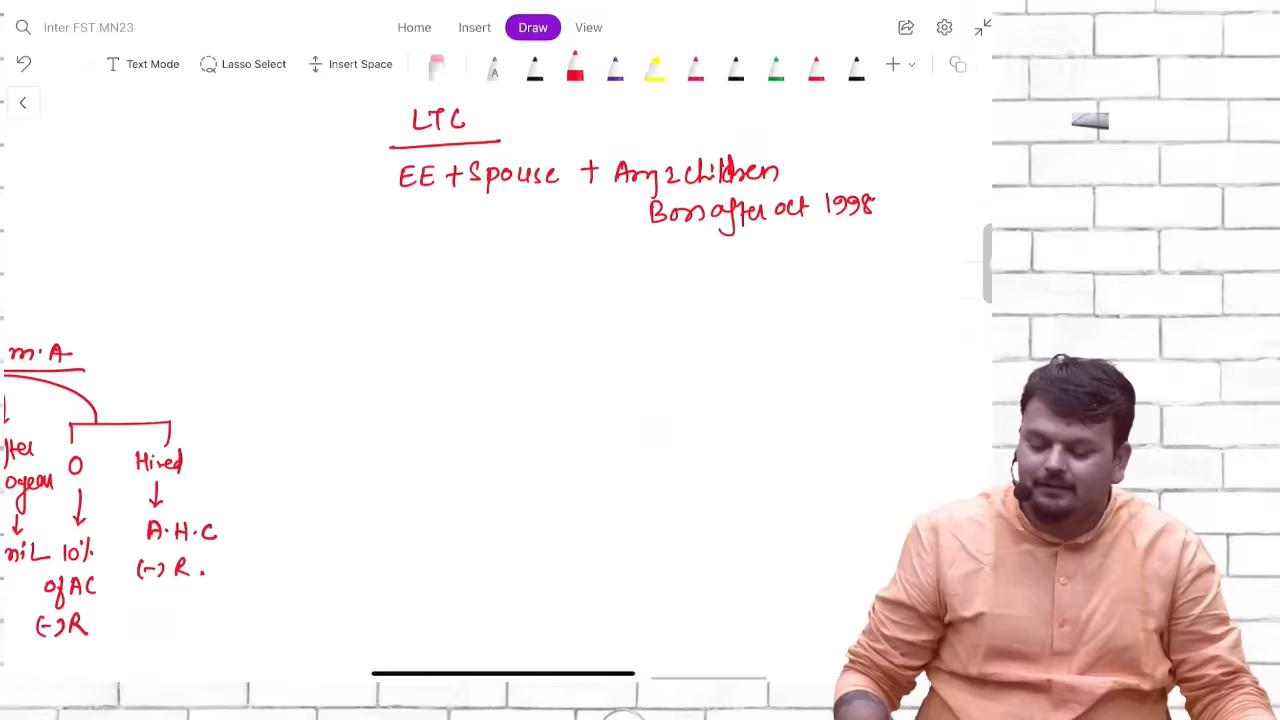 Inter FST MN23
Home Insert Draw View
Text Mode Lasso Select Insert Space
LTC
EE + Spouse + Any 2 children
Born after oct 1998
m.A
O Hired
nil 10% of AC (-) R
A.H.C
(-) R.